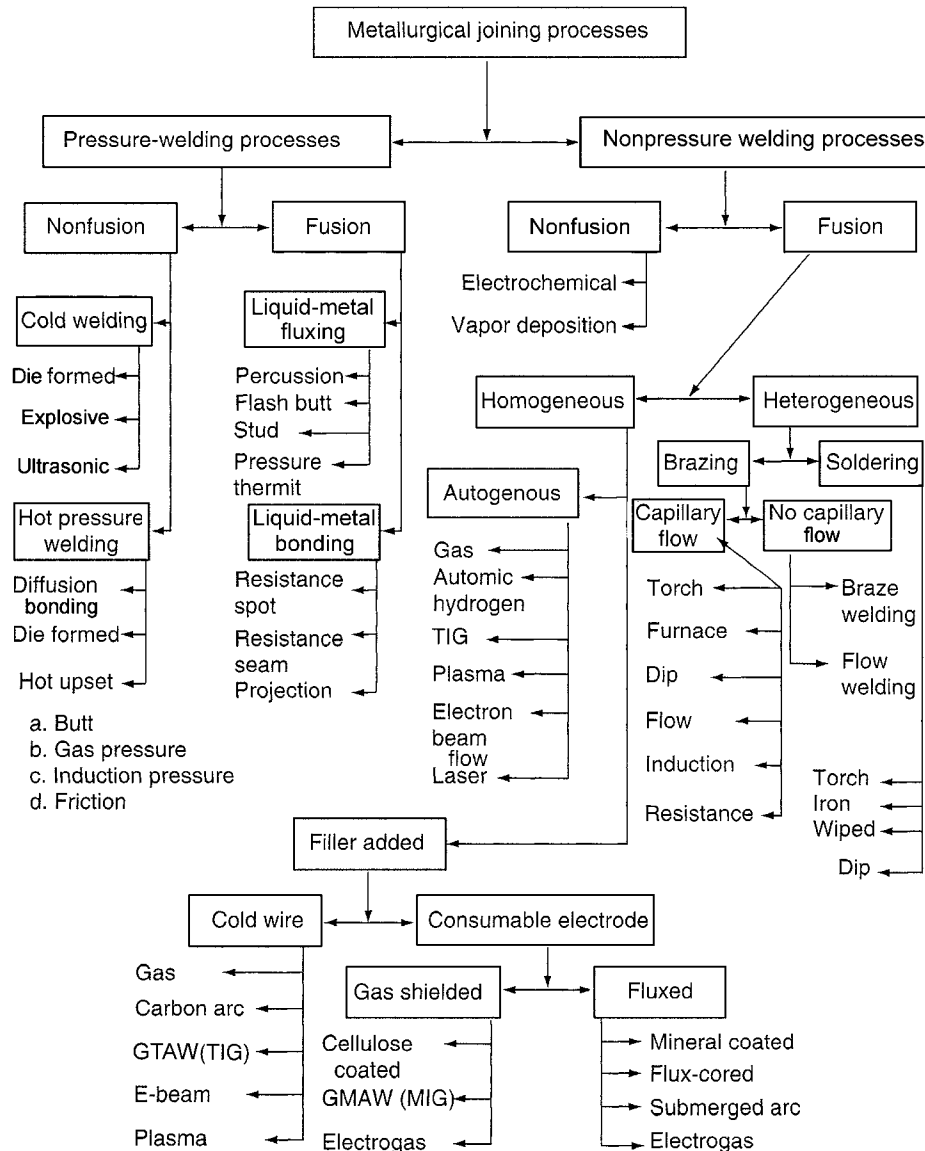 Metallurgical joining processes
Pressure-welding processes
Nonpressure welding processes
Nonfusion
Fusion
Nonfusion
Fusion
Electrochemical
Vapor deposition
Cold welding
Die formed
Explosive
Ultrasonic
Hot pressure
welding
Diffusion
bonding
Die formed
Hot upset
a. Butt
b. Gas pressure
c. Induction pressure
d. Friction
Liquid-metal
fluxing
Percussion
Flash butt
Stud
Pressure
thermit
Liquid-metal
bonding
Resistance
spot
Resistance
seam
Projection
Homogeneous
Heterogeneous
Autogenous
Gas
Automic
hydrogen
TIG
Plasma
Electron
beam flow
Laser
Brazing
Soldering
Capillary
flow
No capillary
flow
Torch
Furnace
Dip
Flow
Induction
Resistance
Braze
welding
Flow
welding
Torch
Iron
Wiped
Dip
Filler added
Cold wire
Consumable electrode
Gas
Carbon arc
GTAW(TIG)
E-beam
Plasma
Gas shielded
Fluxed
Cellulose
coated
GMAW (MIG)
Electrogas
Mineral coated
Flux-cored
Submerged arc
Electrogas